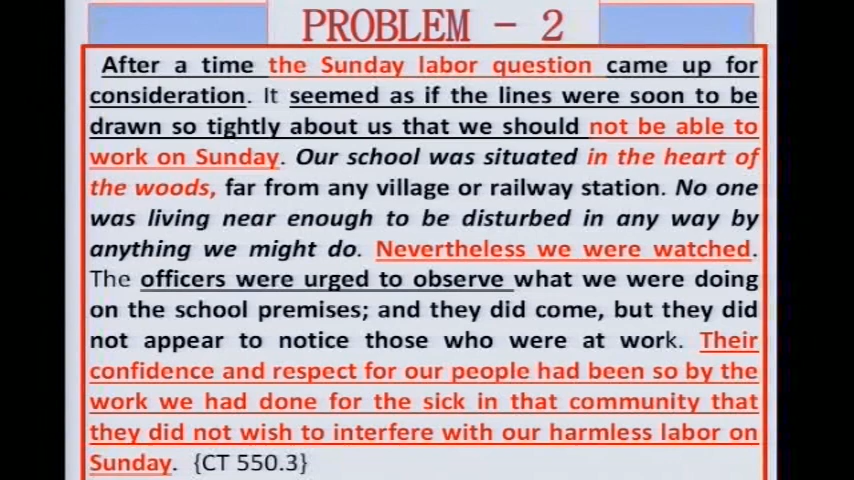 PROBLEM - 2
After a time the Sunday labor question came up for
consideration. It seemed as if the lines were soon to be
drawn so tightly about us that we should not be able to
work on Sunday. Our school was situated in the heart of
the woods, far from any village or railway station. No one
was living near enough to be disturbed in any way by
anything we might do. Nevertheless we were watched.
The officers were urged to observe what we were doing
on the school premises; and they did come, but they did
not appear to notice those who were at work. Their
confidence and respect for our people had been so by the
work we had done for the sick in that community that
they did not wish to interfere with our harmless labor on
Sunday. {CT 550.3}